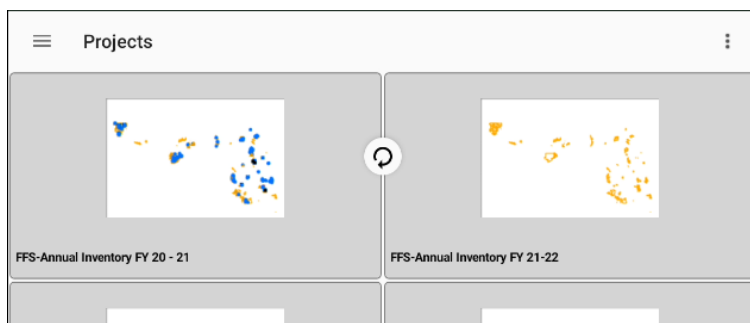 Projects
FFS-Annual Inventory FY 20 - 21
FFS-Annual Inventory FY 21-22